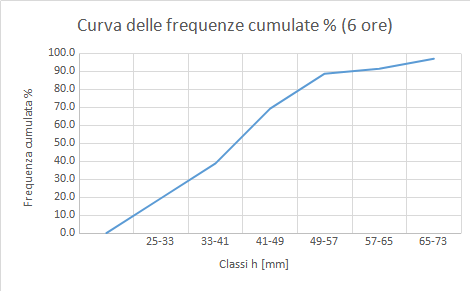 Curva delle frequenze cumulate % (6 ore)
100.0
90.0
80.0
70.0
60.0
50.0
40.0
30.0
20.0
10.0
0.0
Frequenza cumulata %
25-33 33-41 41-49 49-57 57-65 65-73
Classi h [mm]